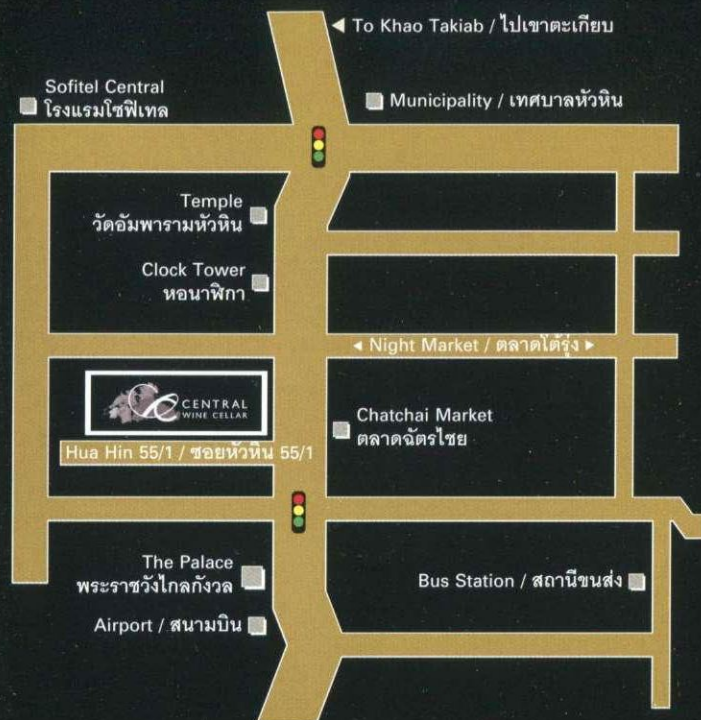 ◄ To Khao Takiab / ไปเขาตะเกียบ
Sofitel Central
โรงแรมโซฟิเทล
Municipality / เทศบาลหัวหิน
Temple
วัดอัมพารามหัวหิน
Clock Tower
หอนาฬิกา
◄ Night Market / ตลาดโต้รุ่ง ►
CENTRAL
WINE CELLAR
Chatchai Market
ตลาดฉัตรไชย
Hua Hin 55/1 / ซอยหัวหิน 55/1
The Palace
พระราชวังไกลกังวล
Bus Station / สถานีขนส่ง
Airport / สนามบิน